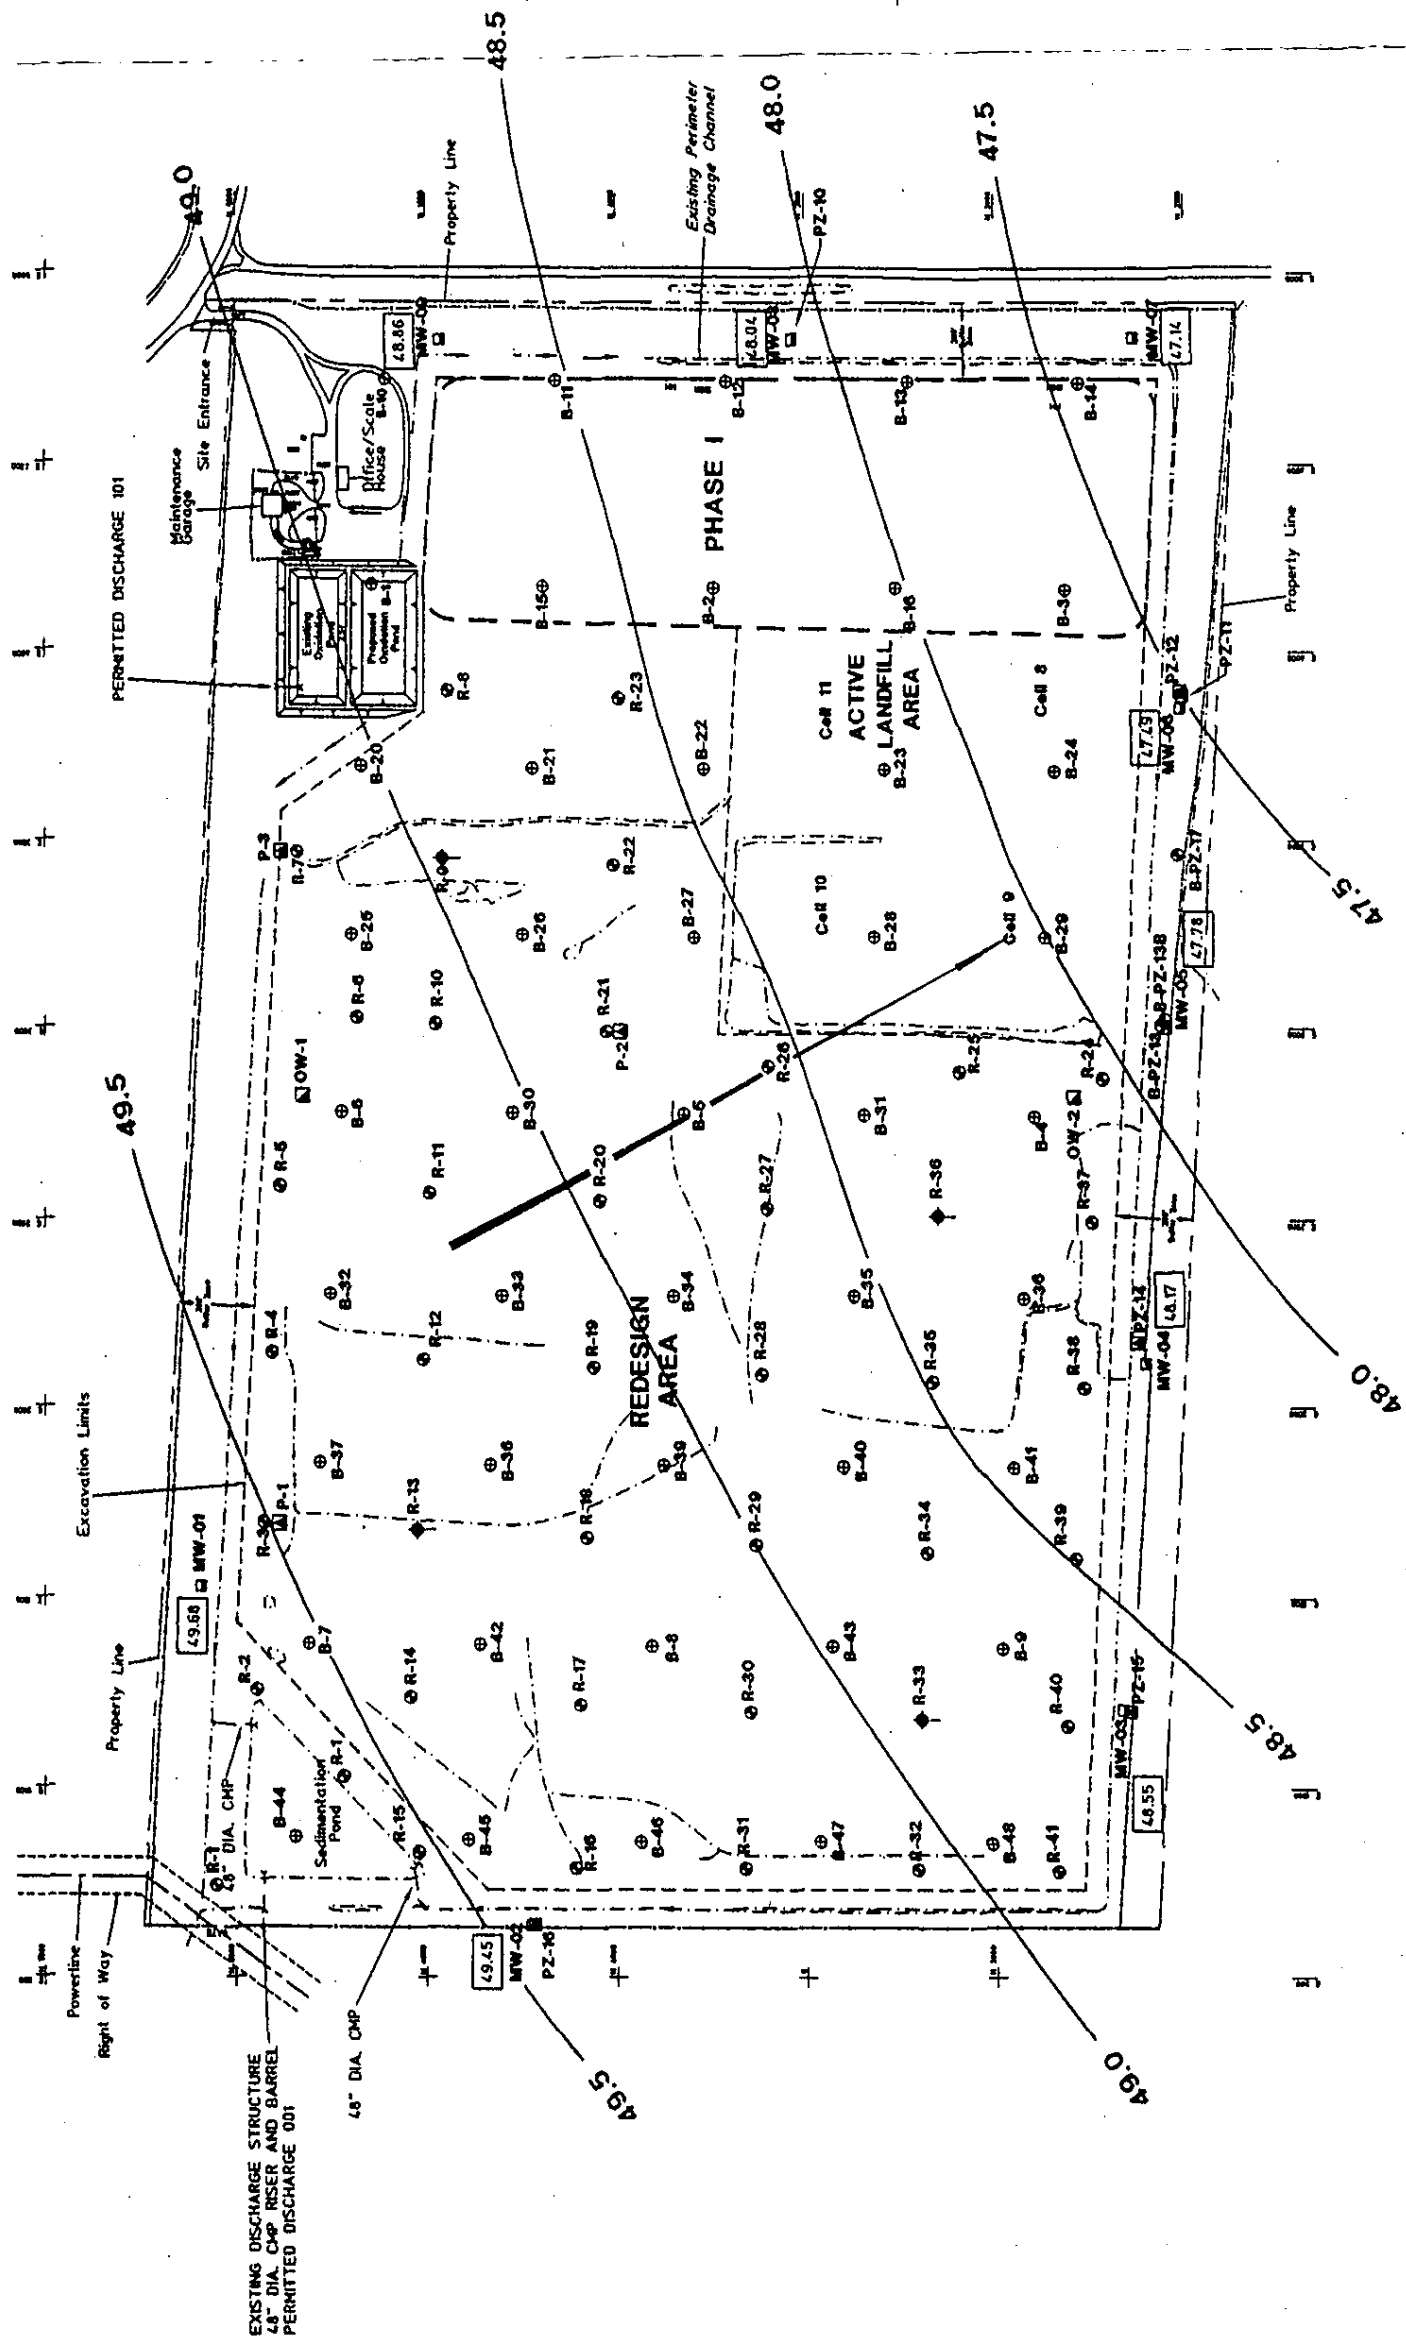 49.0
48.5
48.0
47.5
PERMITTED DISCHARGE 101
Maintenance
Garage
Site Entrance
Property Line
Existing Perimeter
Drainage Channel
PZ-10
48.86
MW-09
48.04
MW-08
MW-07
47.14
Office/Scale
House
B-10
B-11
B-12
B-13
B-14
PHASE I
Existing
Oxidation
Pond
Proposed
Oxidation
Pond
B-1
B-15
B-2
B-16
B-3
R-8
R-23
Cell 11
ACTIVE
LANDFILL
AREA
Cell 8
PZ-12
PZ-11
Property Line
47.49
MW-06
B-20
B-21
B-22
B-23
B-24
P-3
R-7
R-9
R-22
B-PZ-17
B-25
B-26
B-27
Cell 10
B-28
Cell 9
B-29
47.78
47.5
R-6
R-10
R-21
P-2
B-PZ-13B
MW-05
B-PZ-13
OW-1
R-26
R-25
R-24
49.5
B-6
B-30
B-5
B-31
B-4
OW-2
R-5
R-11
R-20
R-27
R-36
R-37
B-32
B-33
B-34
B-35
B-36
PZ-14
48.17
R-4
R-12
R-19
REDESIGN
AREA
R-28
R-35
R-38
MW-04
48.0
Excavation Limits
B-37
B-38
B-39
B-40
B-41
R-3
P-1
R-13
R-18
R-29
R-34
R-39
MW-01
49.68
Property Line
R-2
B-7
B-42
B-8
B-43
B-9
R-14
R-17
R-30
R-33
R-40
PZ-15
MW-03
48.5
48.55
48" DIA. CMP
B-44
Sedimentation
Pond
R-1
R-15
B-45
B-46
B-47
B-48
R-1
R-16
R-31
R-32
R-41
Powerline
Right of Way
49.45
MW-02
PZ-16
48" DIA. CMP
49.5
49.0
EXISTING DISCHARGE STRUCTURE
48" DIA. CMP RISER AND BARREL
PERMITTED DISCHARGE 001